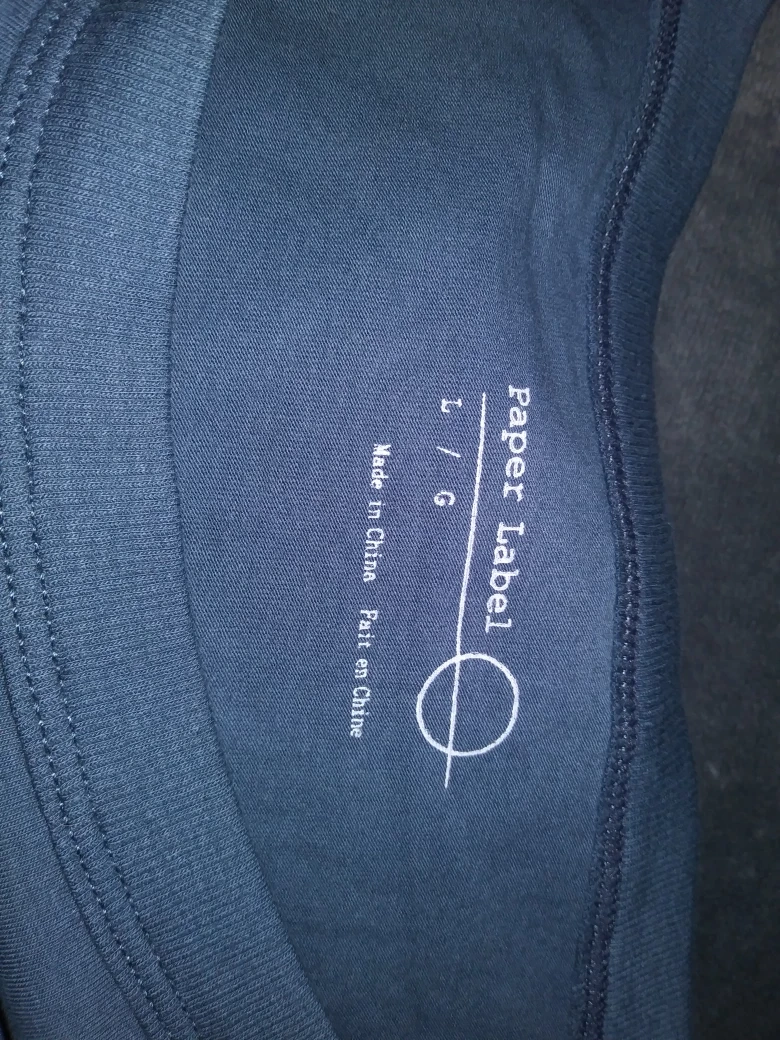 Paper Label
L / G
Made in China Fait en Chine